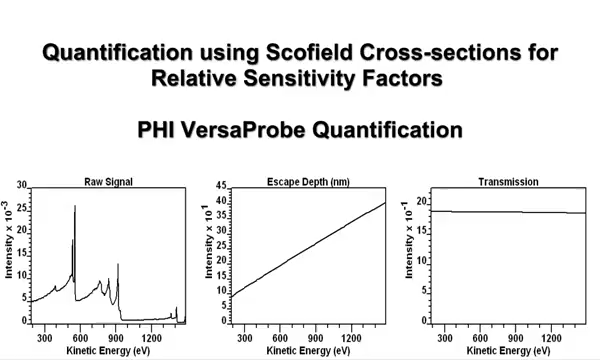 Quantification using Scofield Cross-sections for
Relative Sensitivity Factors
PHI VersaProbe Quantification
Raw Signal
30
25
20
15
10
5
0
Intensity x 10^-3
300 600 900 1200
Kinetic Energy (eV)
Escape Depth (nm)
45
40
35
30
25
20
15
10
5
0
Intensity x 10^1
300 600 900 1200
Kinetic Energy (eV)
Transmission
20
15
10
5
0
Intensity x 10^-1
300 600 900 1200
Kinetic Energy (eV)